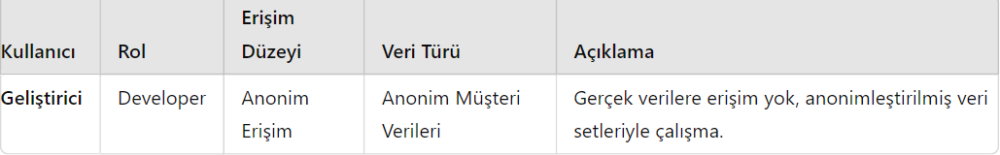 Kullanıcı Rol Erişim Düzeyi Veri Türü Açıklama
Geliştirici Developer Anonim Erişim Anonim Müşteri Verileri Gerçek verilere erişim yok, anonimleştirilmiş veri setleriyle çalışma.